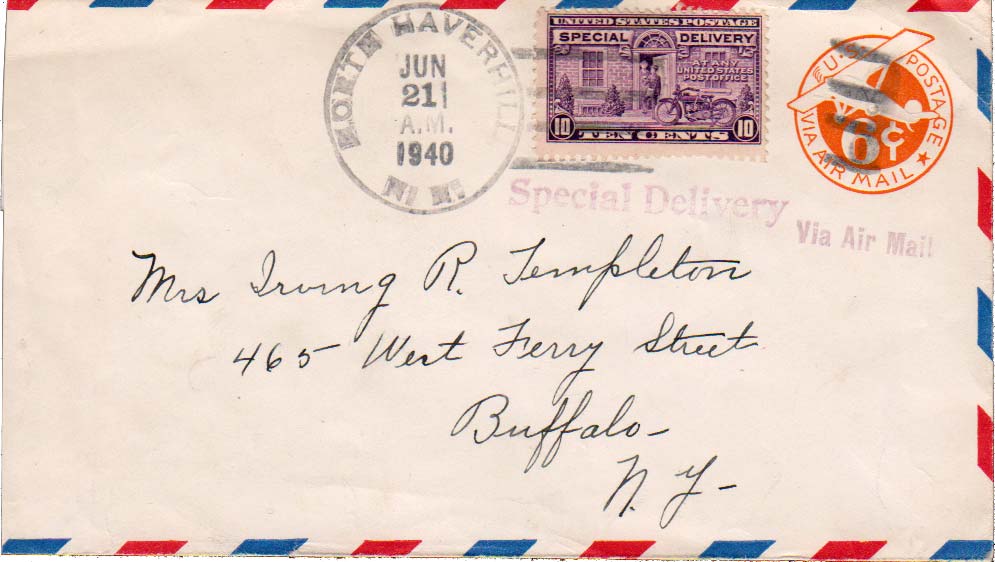 NORTH HAVERHILL
JUN
21
A.M.
1940
N. H.
UNITED STATES POSTAGE
SPECIAL DELIVERY
AT ANY
UNITED STATES
POST OFFICE
10 TEN CENTS 10
U.S. POSTAGE
6¢
VIA AIR MAIL
Special Delivery
Via Air Mail
Mrs Irving R. Templeton
465 West Ferry Street
Buffalo-
N. Y-